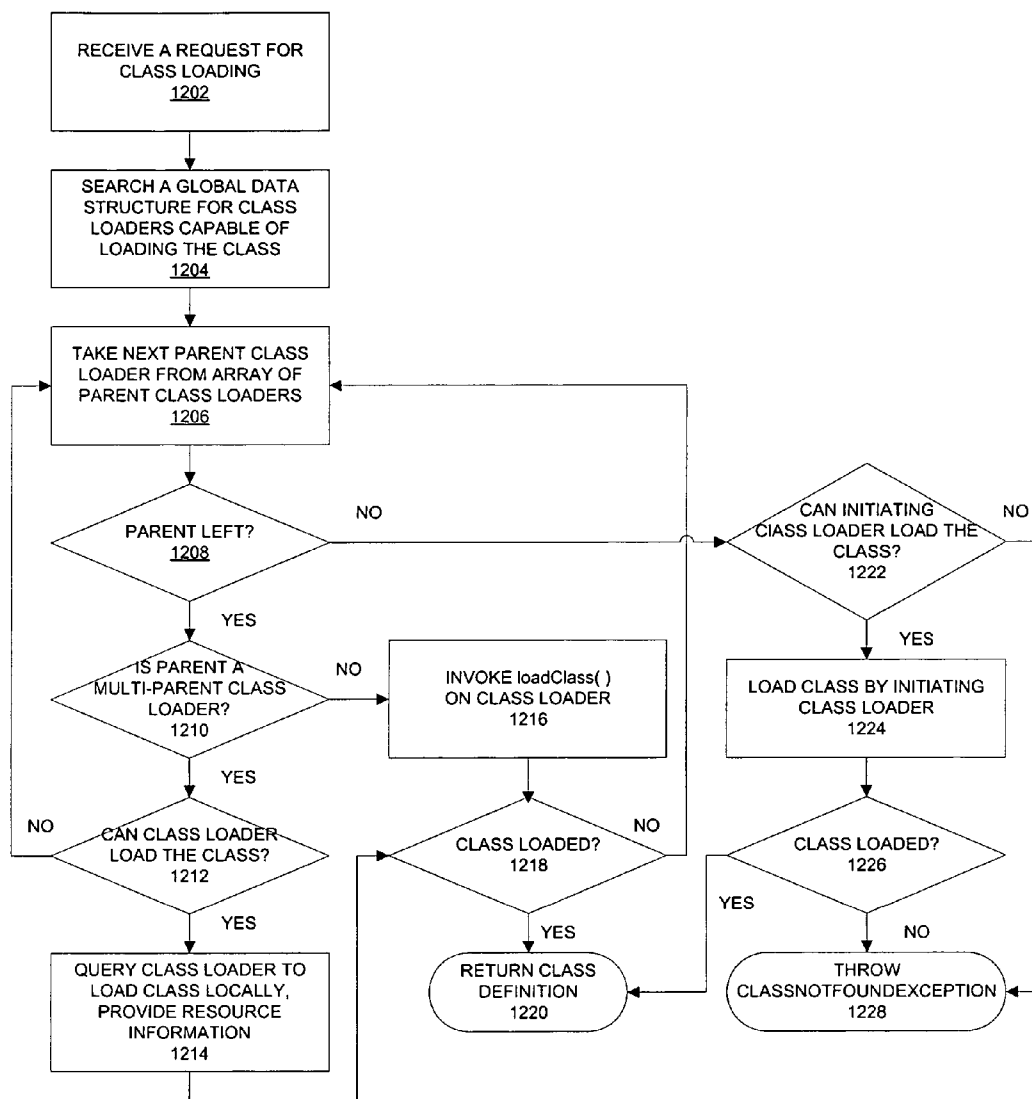 RECEIVE A REQUEST FOR
CLASS LOADING
1202
SEARCH A GLOBAL DATA
STRUCTURE FOR CLASS
LOADERS CAPABLE OF
LOADING THE CLASS
1204
TAKE NEXT PARENT CLASS
LOADER FROM ARRAY OF
PARENT CLASS LOADERS
1206
PARENT LEFT?
1208
NO
YES
IS PARENT A
MULTI-PARENT CLASS
LOADER?
1210
NO
YES
CAN CLASS LOADER
LOAD THE CLASS?
1212
NO
YES
QUERY CLASS LOADER TO
LOAD CLASS LOCALLY,
PROVIDE RESOURCE
INFORMATION
1214
INVOKE loadClass( )
ON CLASS LOADER
1216
CLASS LOADED?
1218
NO
YES
RETURN CLASS
DEFINITION
1220
CAN INITIATING
CLASS LOADER LOAD THE
CLASS?
1222
NO
YES
LOAD CLASS BY INITIATING
CLASS LOADER
1224
CLASS LOADED?
1226
YES
NO
THROW
CLASSNOTFOUNDEXCEPTION
1228